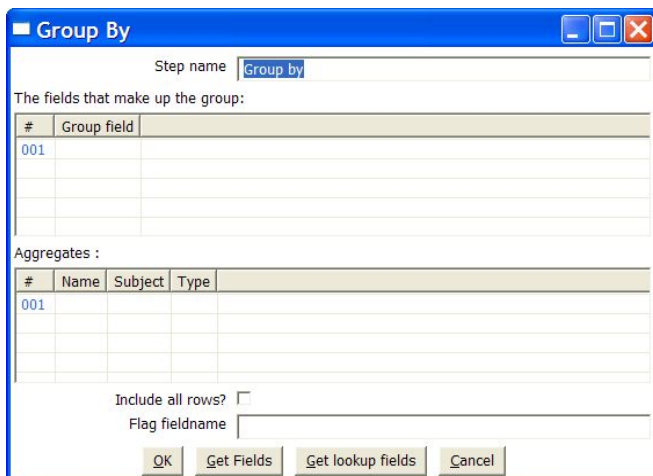 Group By
Step name Group by
The fields that make up the group:
# Group field
001
Aggregates :
# Name Subject Type
001
Include all rows?
Flag fieldname
OK Get Fields Get lookup fields Cancel